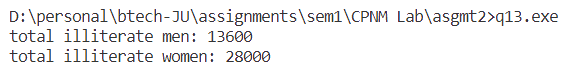 D:\personal\btech-JU\assignments\sem1\CPNM Lab\asgmt2>q13.exe
total illiterate men: 13600
total illiterate women: 28000